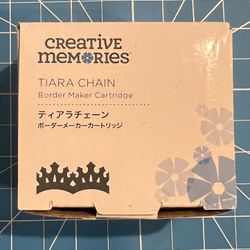 CREATIVE
memories
TIARA CHAIN
Border Maker Cartridge
ティアラチェーン
ボーダーメーカーカートリッジ